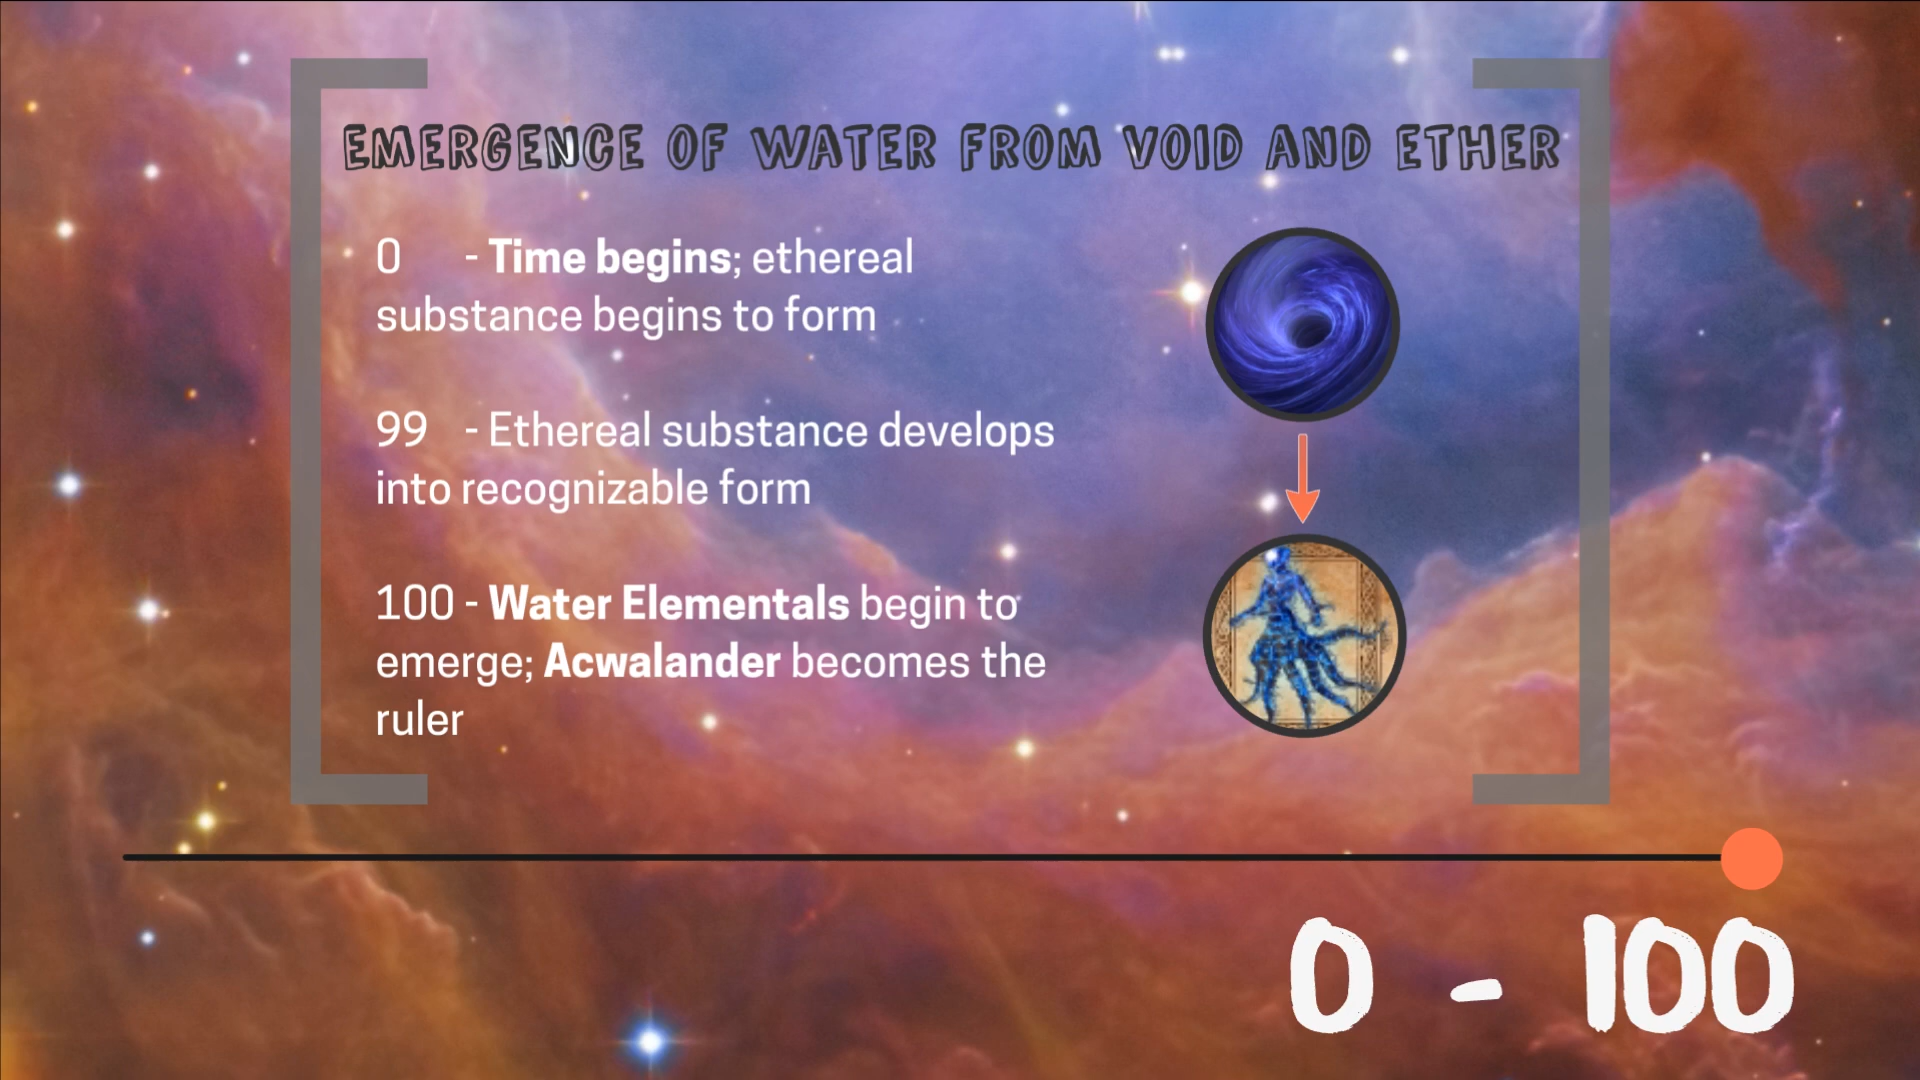 EMERGENCE OF WATER FROM VOID AND ETHER
0 - Time begins; ethereal
substance begins to form
99 - Ethereal substance develops
into recognizable form
100 - Water Elementals begin to
emerge; Acwalander becomes the
ruler
0 - 100